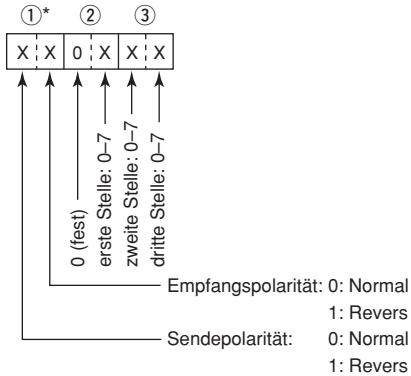 ①* ② ③
X X 0 X X X
0 (fest)
erste Stelle: 0–7
zweite Stelle: 0–7
dritte Stelle: 0–7
Empfangspolarität: 0: Normal
1: Revers
Sendepolarität: 0: Normal
1: Revers